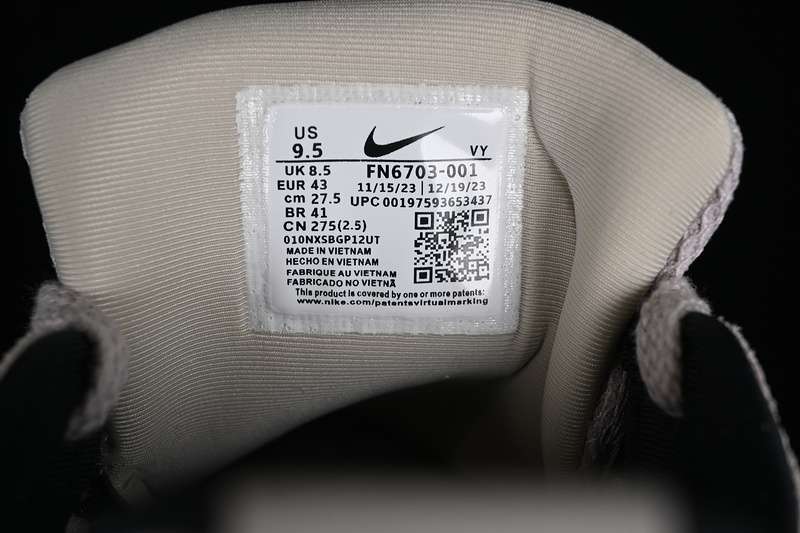 US
9.5
VY
UK 8.5
FN6703-001
EUR 43
11/15/23 | 12/19/23
cm 27.5
UPC 00197593653437
BR 41
CN 275(2.5)
010NXSBGP12UT
MADE IN VIETNAM
HECHO EN VIETNAM
FABRIQUE AU VIETNAM
FABRICADO NO VIETNÃ
This product is covered by one or more patents:
www.nike.com/patentsvirtualmarking